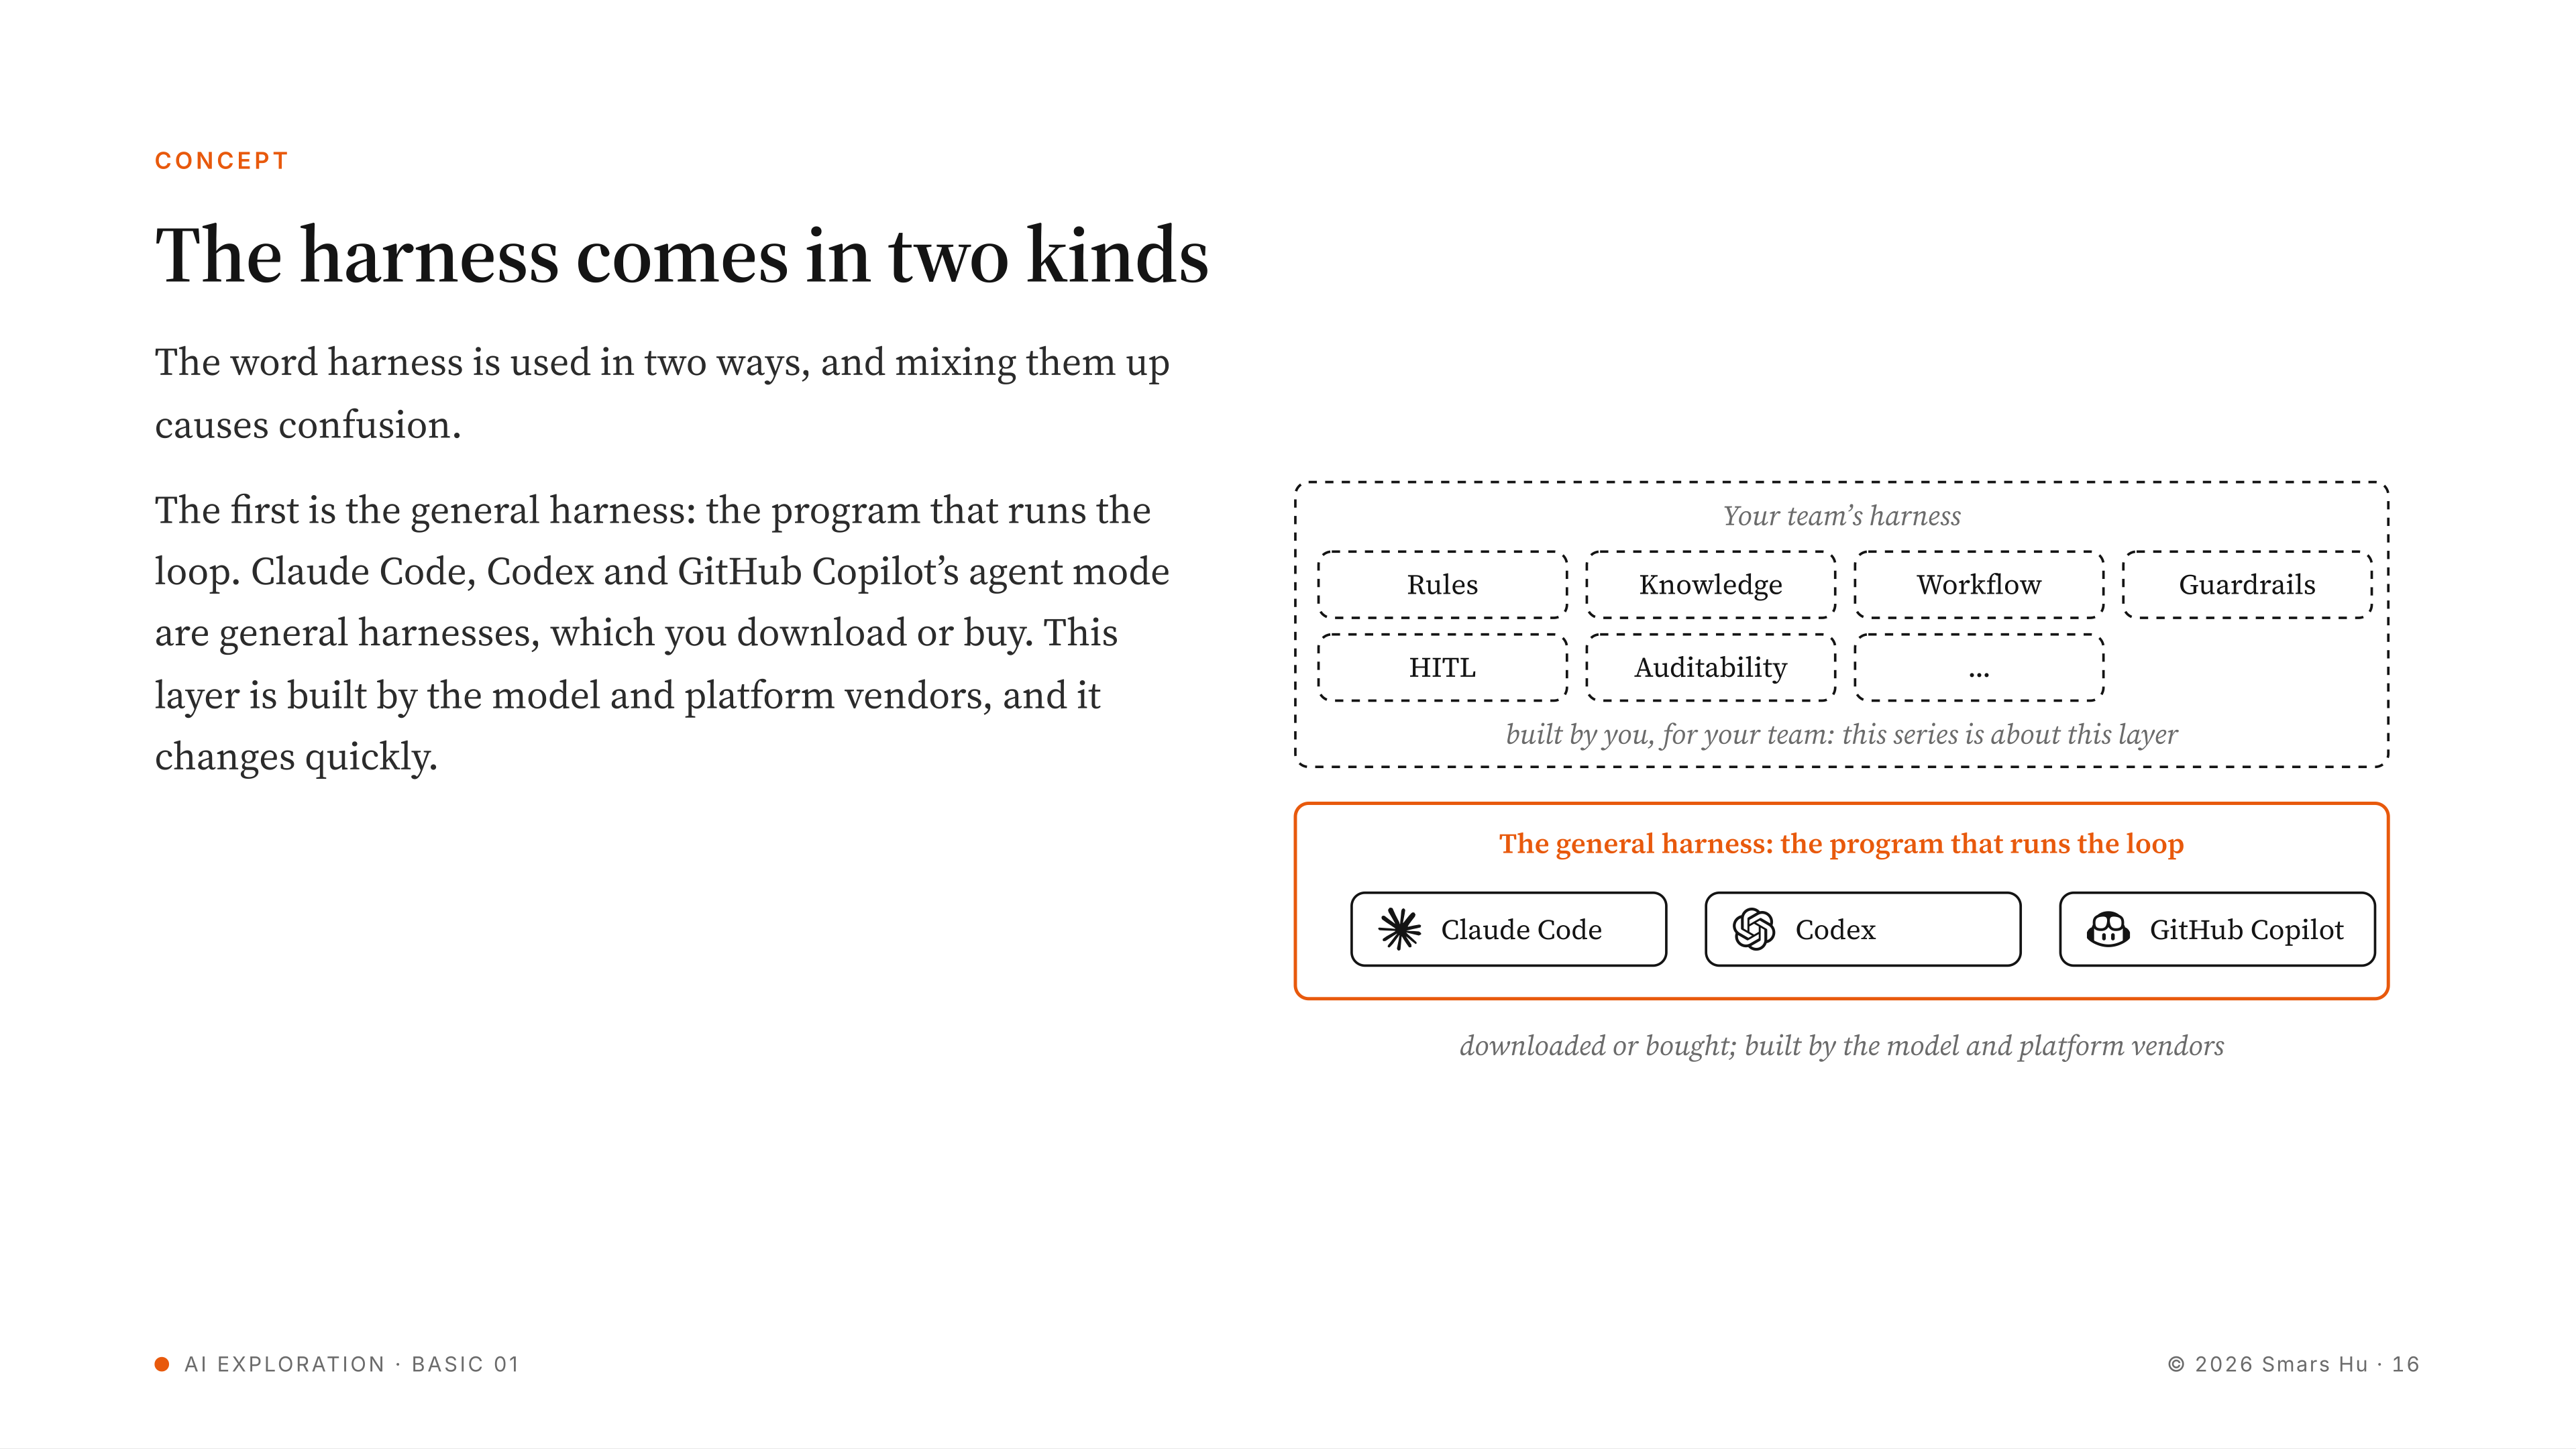 CONCEPT
The harness comes in two kinds
The word harness is used in two ways, and mixing them up
causes confusion.
The first is the general harness: the program that runs the
loop. Claude Code, Codex and GitHub Copilot’s agent mode
are general harnesses, which you download or buy. This
layer is built by the model and platform vendors, and it
changes quickly.
Your team’s harness
Rules
Knowledge
Workflow
Guardrails
HITL
Auditability
...
built by you, for your team: this series is about this layer
The general harness: the program that runs the loop
Claude Code
Codex
GitHub Copilot
downloaded or bought; built by the model and platform vendors
AI EXPLORATION · BASIC 01
© 2026 Smars Hu · 16